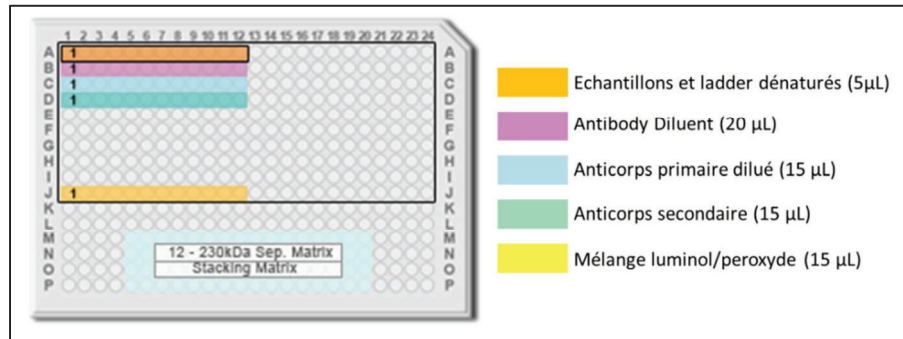 1 2 3 4 5 6 7 8 9 10 11 12 13 14 15 16 17 18 19 20 21 22 23 24
A 1 A
B 1 B
C 1 C
D 1 D
E E
F F
G G
H H
I I
J 1 J
K K
L L
M M
N 12 - 230kDa Sep. Matrix N
O Stacking Matrix O
P P
Echantillons et ladder dénaturés (5µL)
Antibody Diluent (20 µL)
Anticorps primaire dilué (15 µL)
Anticorps secondaire (15 µL)
Mélange luminol/peroxyde (15 µL)